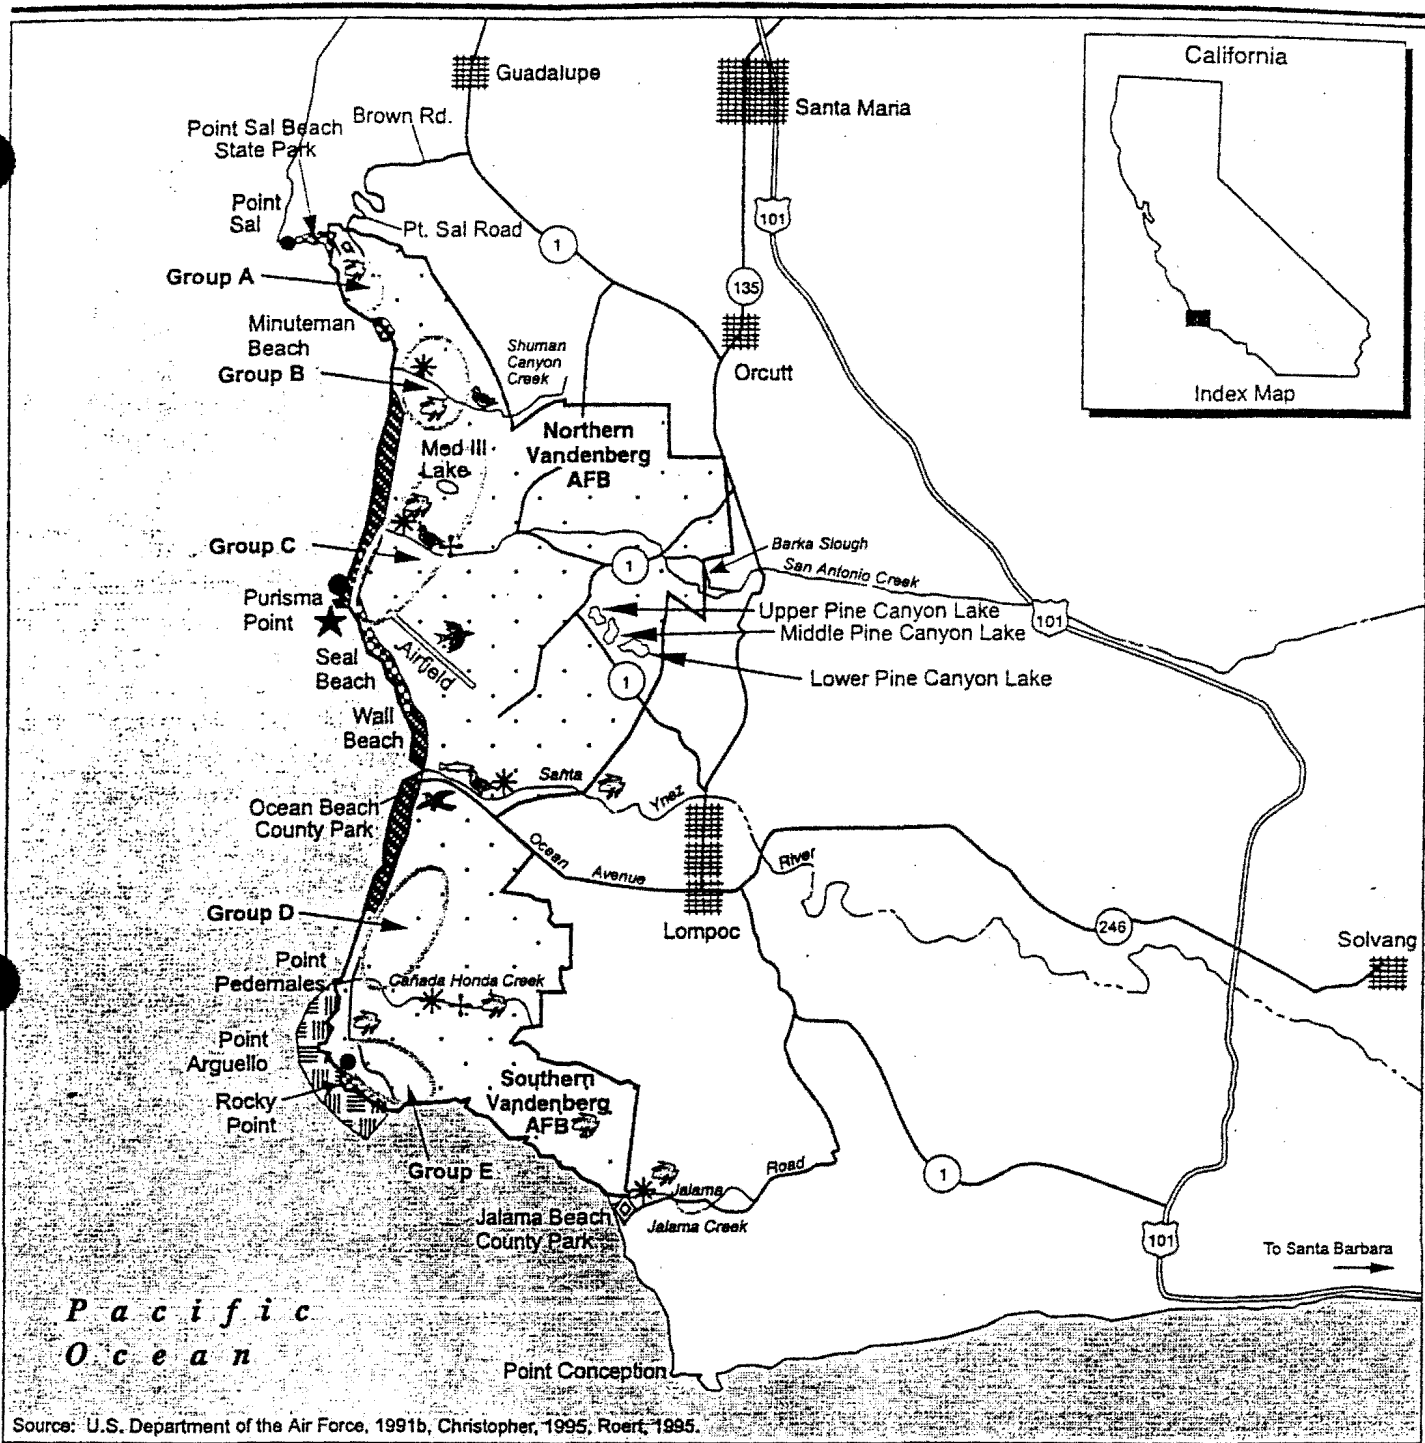 California
Index Map
Guadalupe
Santa Maria
Brown Rd.
Point Sal Beach
State Park
Point
Sal
Pt. Sal Road
1
101
135
Group A
Minuteman
Beach
Group B
Shuman
Canyon
Creek
Orcutt
Northern
Vandenberg
AFB
Mod III
Lake
Group C
1
Barka Slough
San Antonio Creek
Purisma
Point
Upper Pine Canyon Lake
Middle Pine Canyon Lake
Lower Pine Canyon Lake
101
Airfield
Seal
Beach
1
Wall
Beach
Santa
Ynez
River
Ocean Beach
County Park
Ocean
Avenue
Group D
Lompoc
246
Solvang
Point
Pedernales
Cañada Honda Creek
Point
Arguello
Rocky
Point
Southern
Vandenberg
AFB
Group E
Jalama
Road
1
Jalama Beach
County Park
Jalama Creek
101
To Santa Barbara
Pacific
Ocean
Point Conception
Source: U.S. Department of the Air Force, 1991b, Christopher, 1995, Roert, 1995.